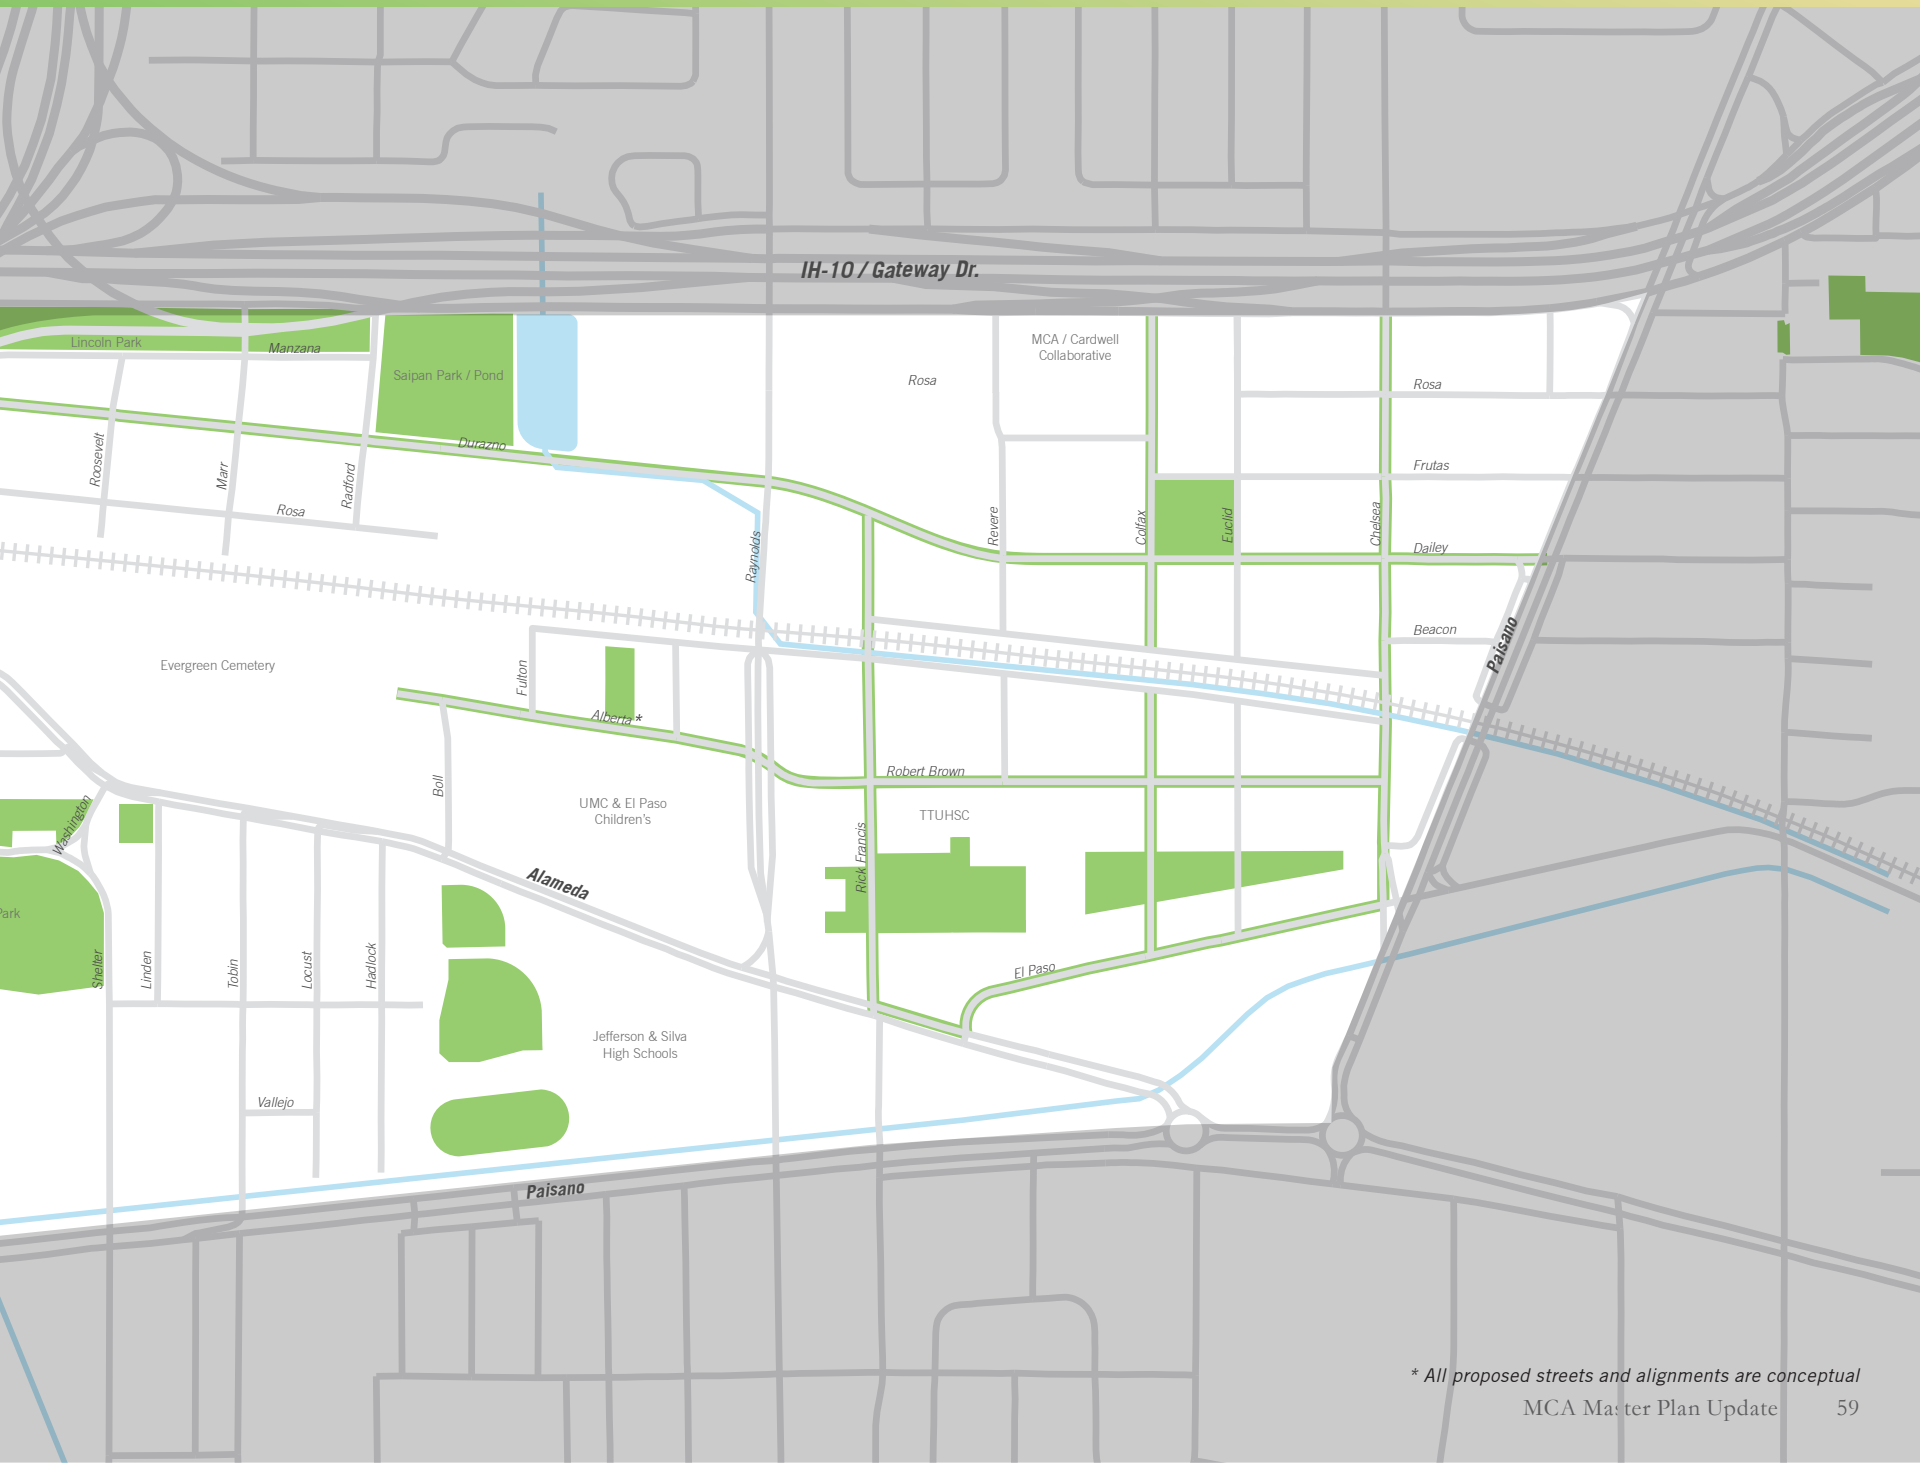 IH-10 / Gateway Dr.
Lincoln Park
Manzana
MCA / Cardwell
Collaborative
Saipan Park / Pond
Rosa
Rosa
Durazno
Roosevelt
Marr
Radford
Frutas
Rosa
Revere
Colfax
Euclid
Chelsea
Raynolds
Dailey
Beacon
Paisano
Evergreen Cemetery
Fulton
Alberta *
Boll
Robert Brown
UMC & El Paso
Children's
TTUHSC
Washington
Rick Francis
Alameda
Park
Shelter
Linden
Tobin
Locust
Hadlock
El Paso
Jefferson & Silva
High Schools
Vallejo
Paisano
* All proposed streets and alignments are conceptual
MCA Master Plan Update 59